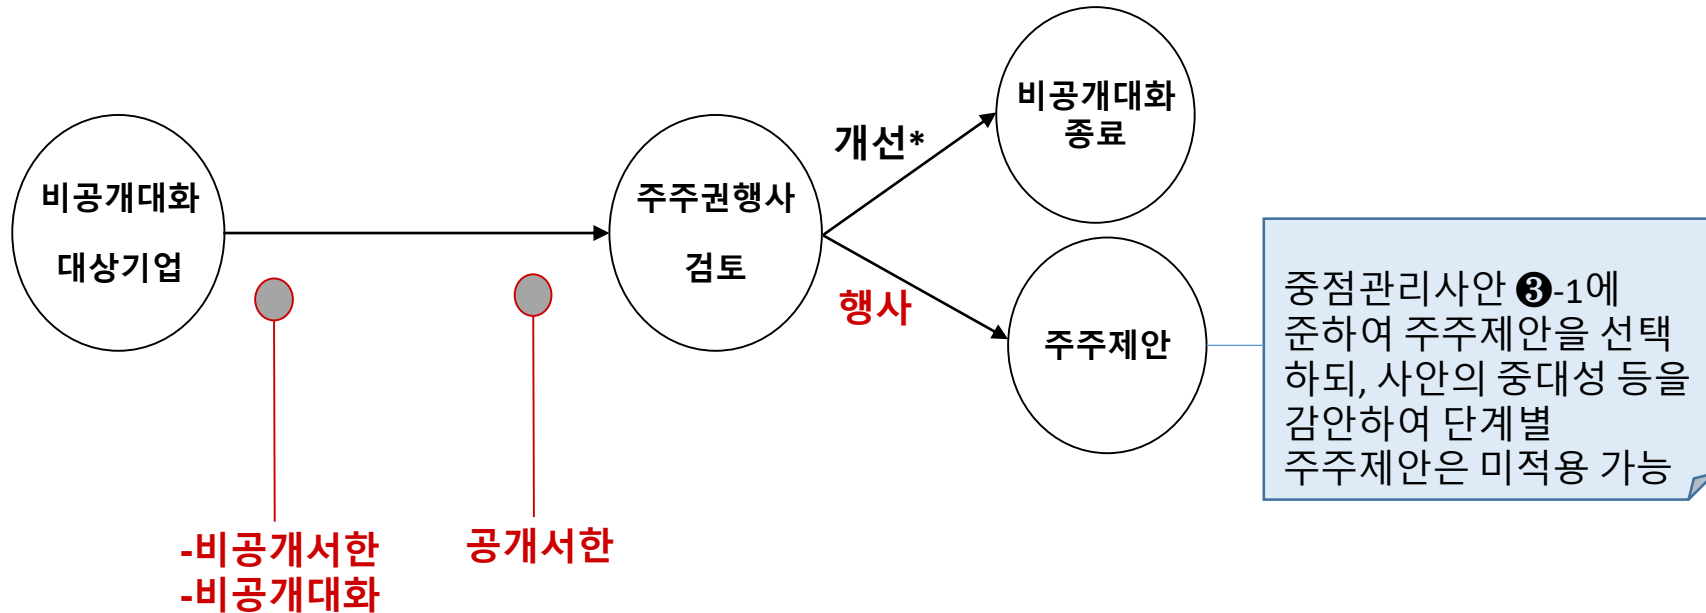 비공개대화
대상기업
-비공개서한
-비공개대화
공개서한
주주권행사
검토
개선*
행사
비공개대화
종료
주주제안
중점관리사안 ❸-1에
준하여 주주제안을 선택
하되, 사안의 중대성 등을
감안하여 단계별
주주제안은 미적용 가능